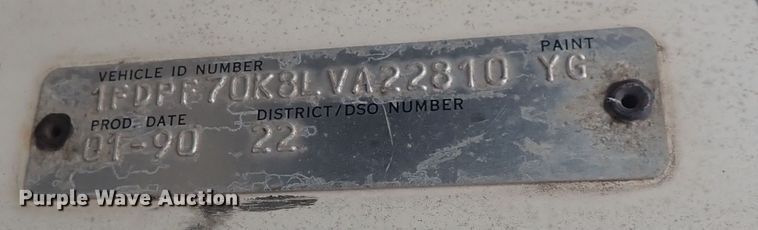 VEHICLE ID NUMBER PAINT
1FDPF70K8LVA22810 YG
PROD. DATE DISTRICT/DSO NUMBER
01-90 22
Purple Wave Auction